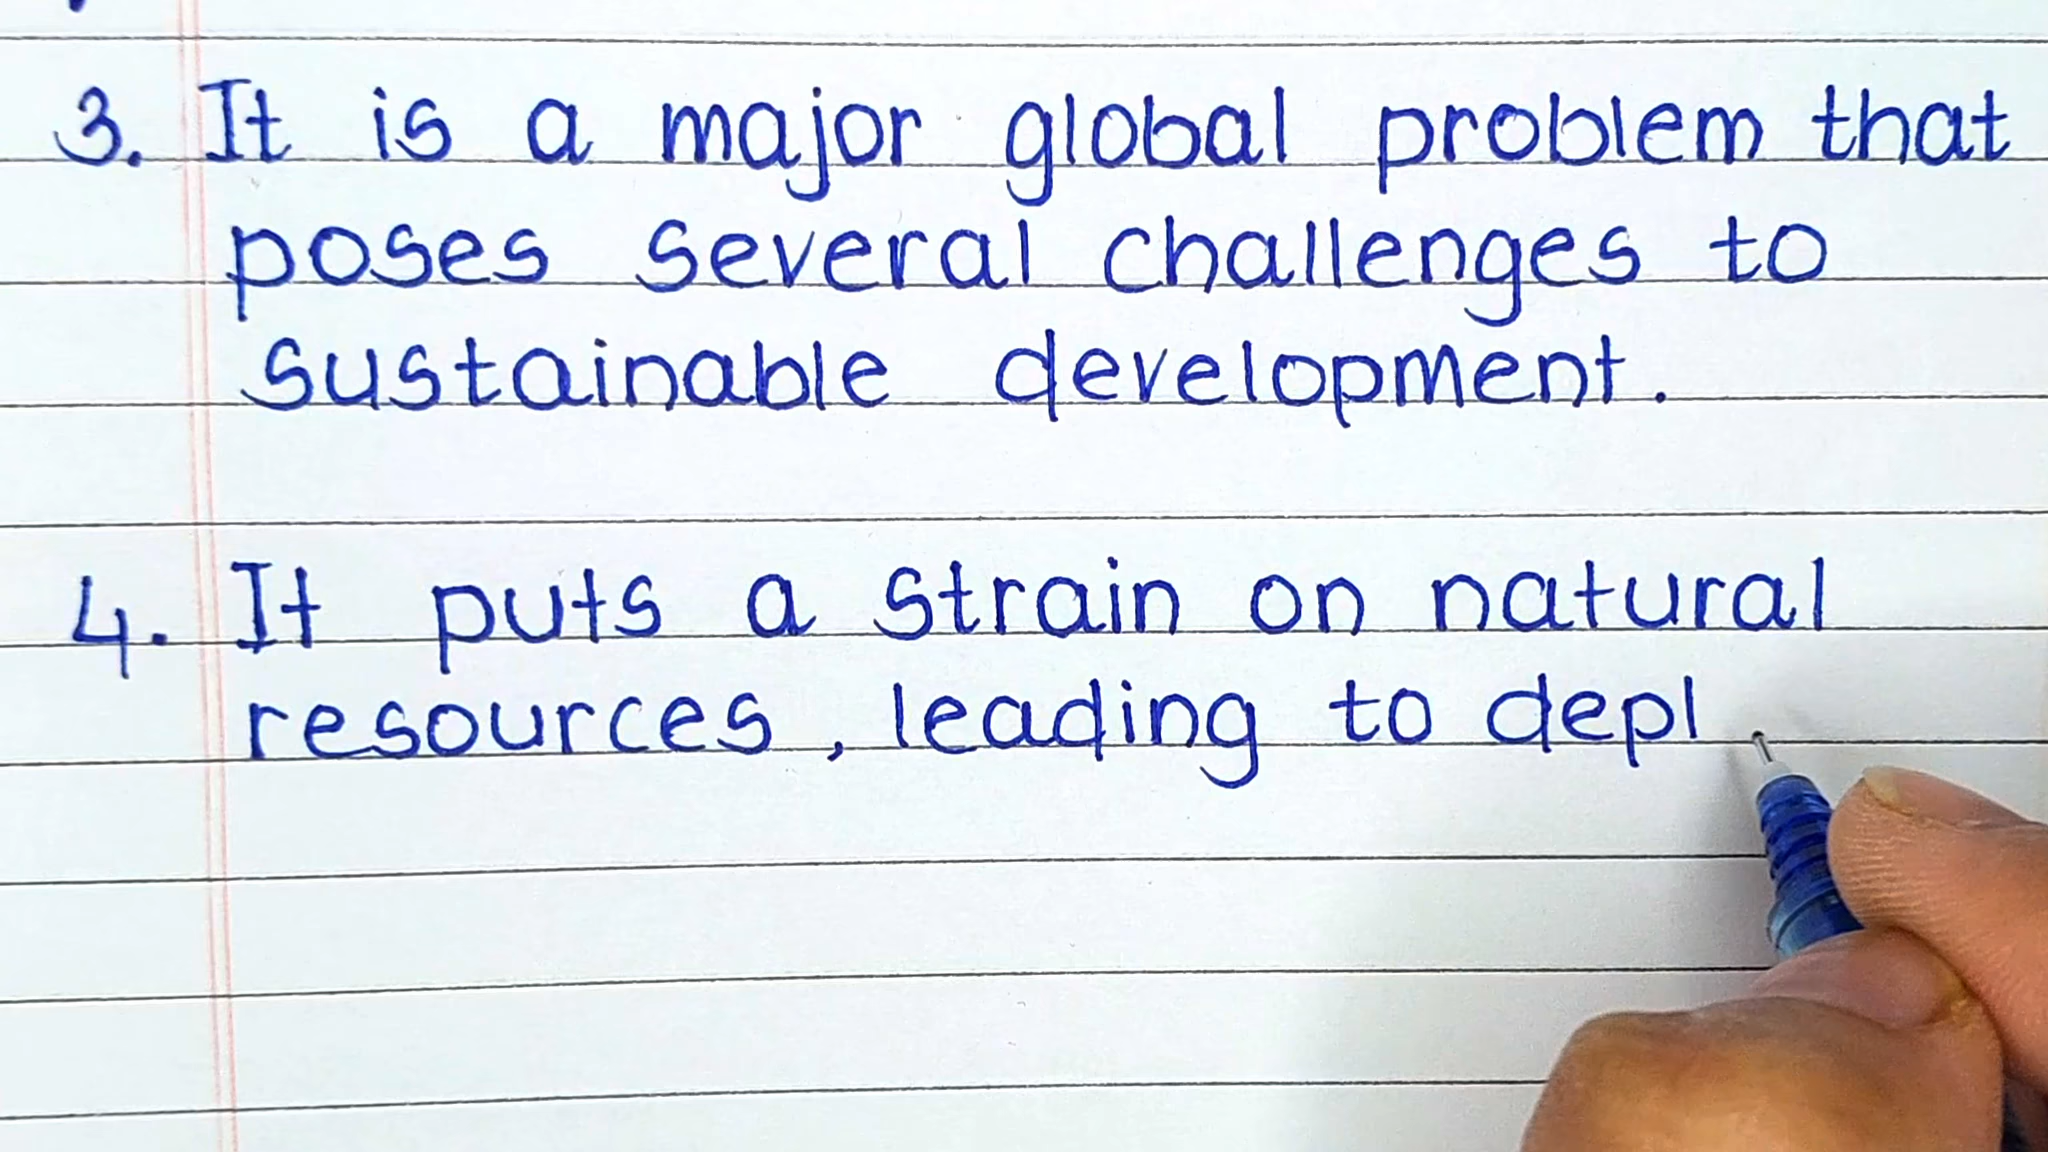 3. It is a major global problem that
poses several challenges to
sustainable development.
4. It puts a strain on natural
resources, leading to depl